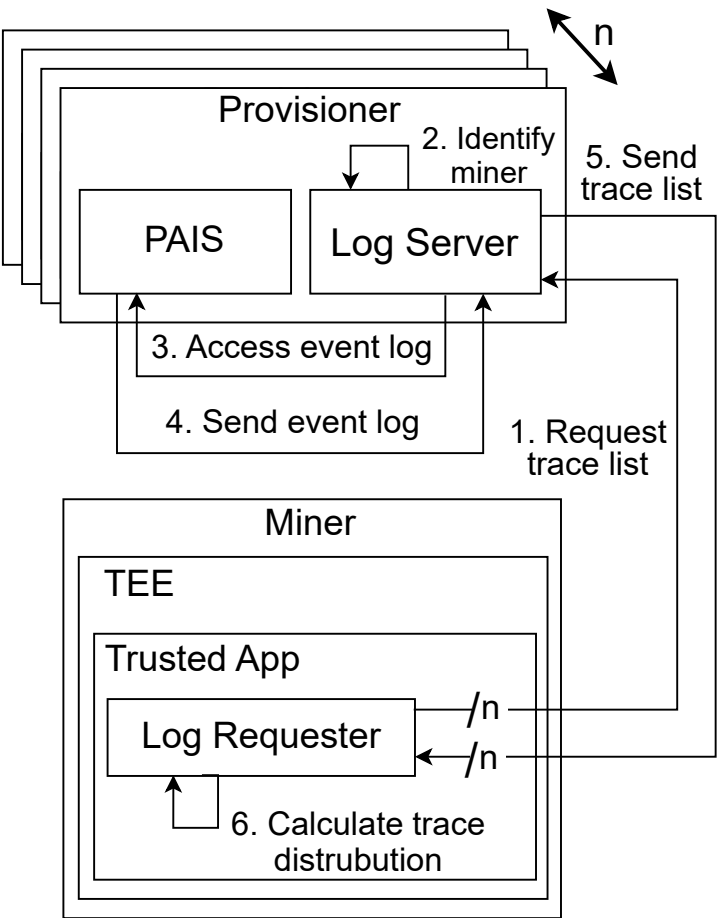 n
Provisioner
2. Identify
miner
5. Send
trace list
PAIS
Log Server
3. Access event log
4. Send event log
1. Request
trace list
Miner
TEE
Trusted App
Log Requester
/n
/n
6. Calculate trace
distrubution